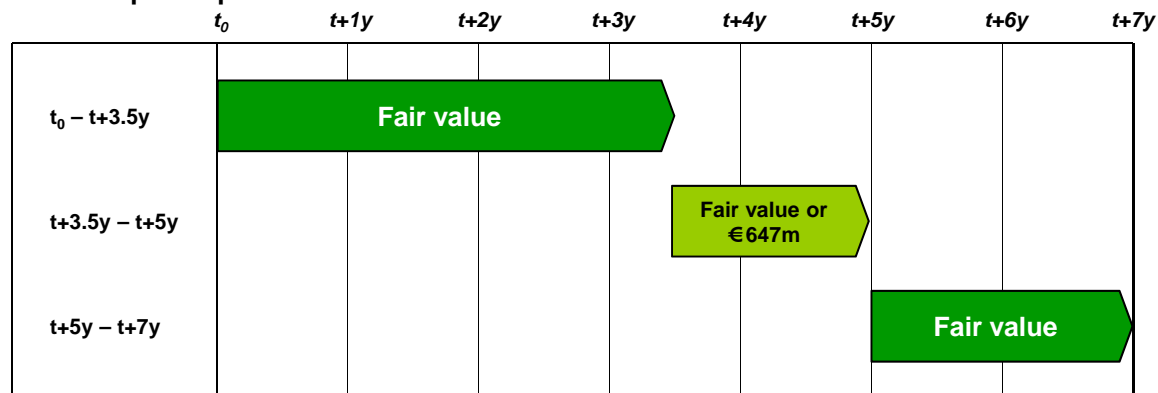 t₀ t+1y t+2y t+3y t+4y t+5y t+6y t+7y
t₀ – t+3.5y
Fair value
t+3.5y – t+5y
Fair value or
€647m
t+5y – t+7y
Fair value